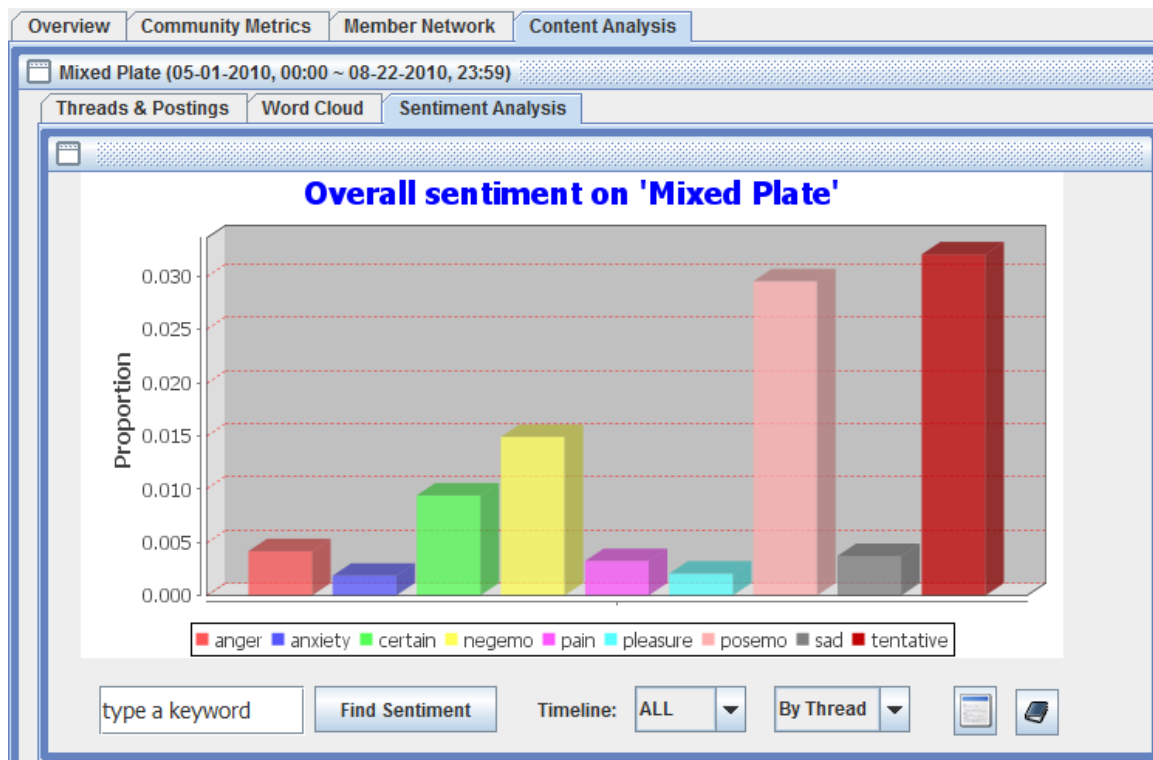 Overview Community Metrics Member Network Content Analysis
Mixed Plate (05-01-2010, 00:00 ~ 08-22-2010, 23:59)
Threads & Postings Word Cloud Sentiment Analysis
Overall sentiment on 'Mixed Plate'
Proportion
0.030
0.025
0.020
0.015
0.010
0.005
0.000
anger anxiety certain negemo pain pleasure posemo sad tentative
type a keyword Find Sentiment Timeline: ALL By Thread